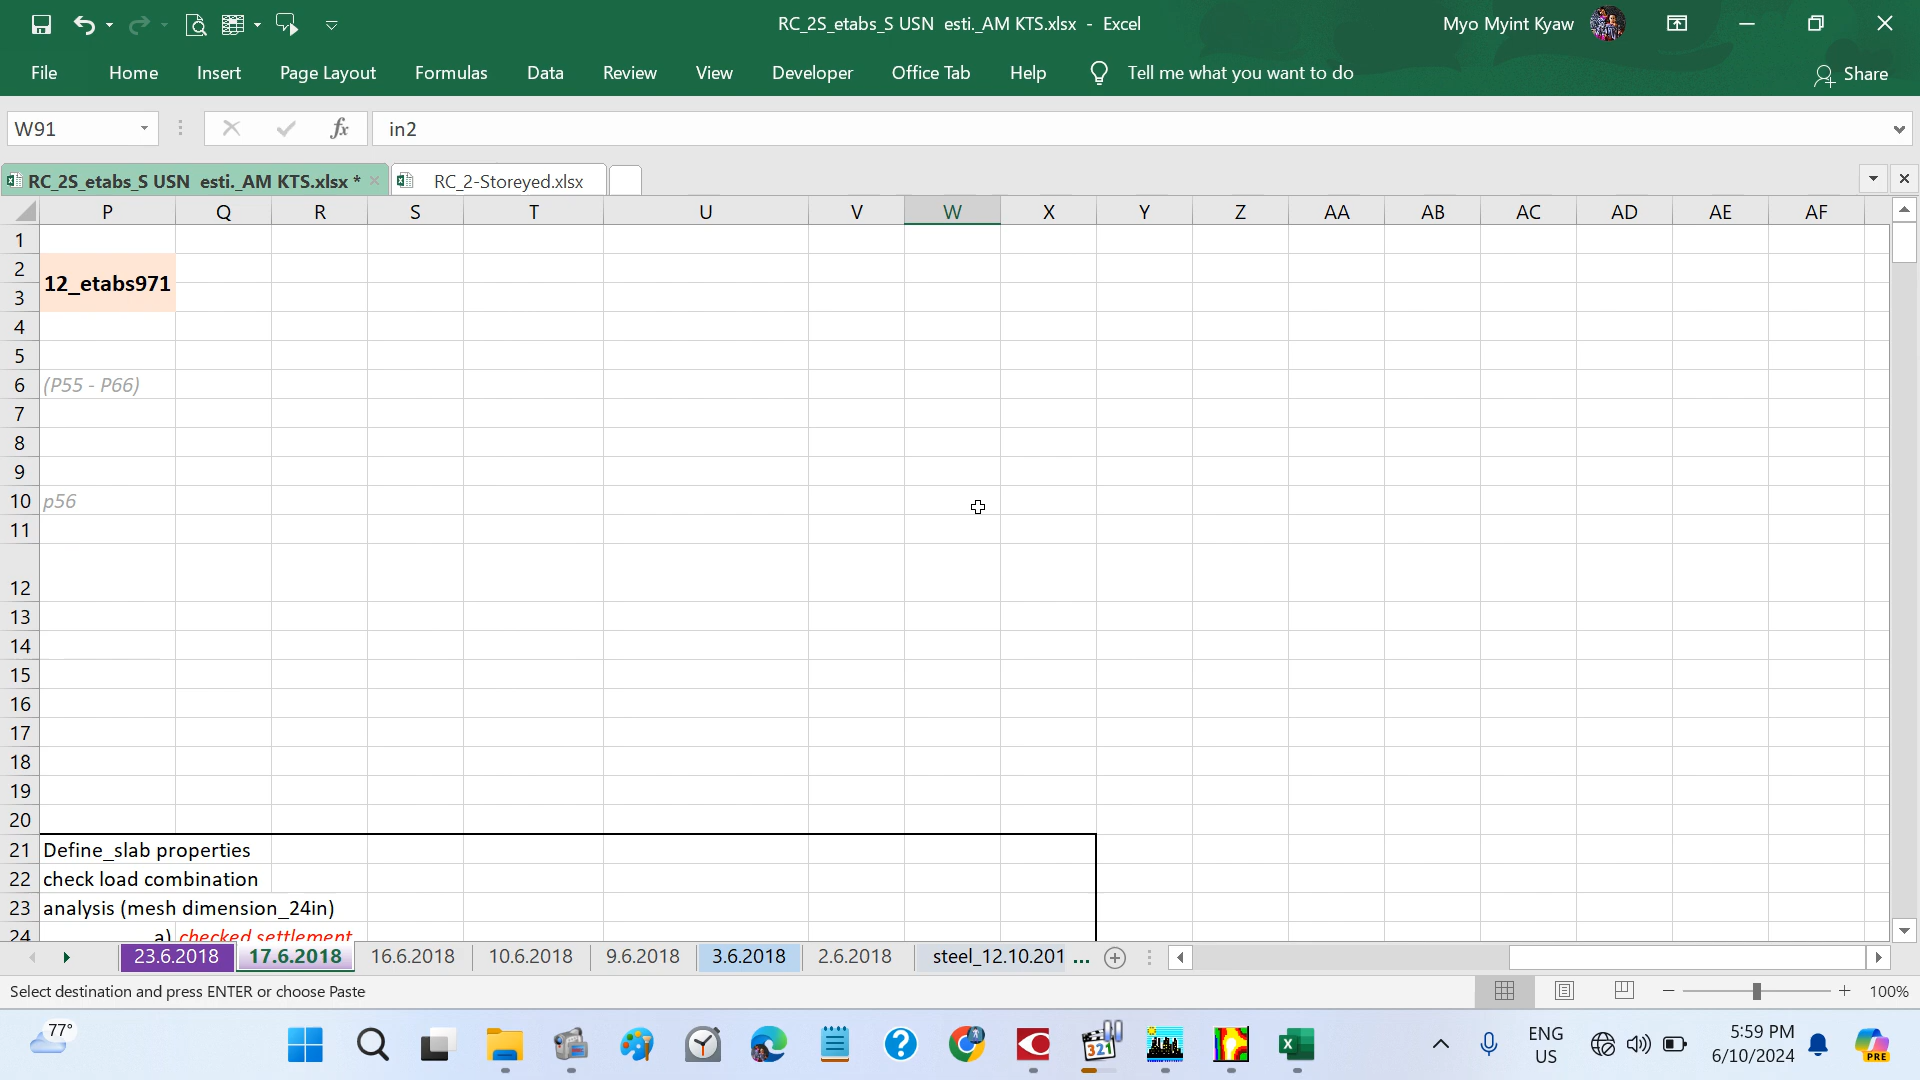 RC_2S_etabs_S USN esti._AM KTS.xlsx - Excel
Myo Myint Kyaw
File Home Insert Page Layout Formulas Data Review View Developer Office Tab Help Tell me what you want to do Share
W91 fx in2
RC_2S_etabs_S USN esti._AM KTS.xlsx * RC_2-Storeyed.xlsx
P Q R S T U V W X Y Z AA AB AC AD AE AF
1
2
12_etabs971
3
4
5
6 (P55 - P66)
7
8
9
10 p56
11
12
13
14
15
16
17
18
19
20
21 Define_slab properties
22 check load combination
23 analysis (mesh dimension_24in)
24 a) checked settlement
23.6.2018 17.6.2018 16.6.2018 10.6.2018 9.6.2018 3.6.2018 2.6.2018 steel_12.10.201 ...
Select destination and press ENTER or choose Paste
100%
77°
321
ENG
US
5:59 PM
6/10/2024
PRE